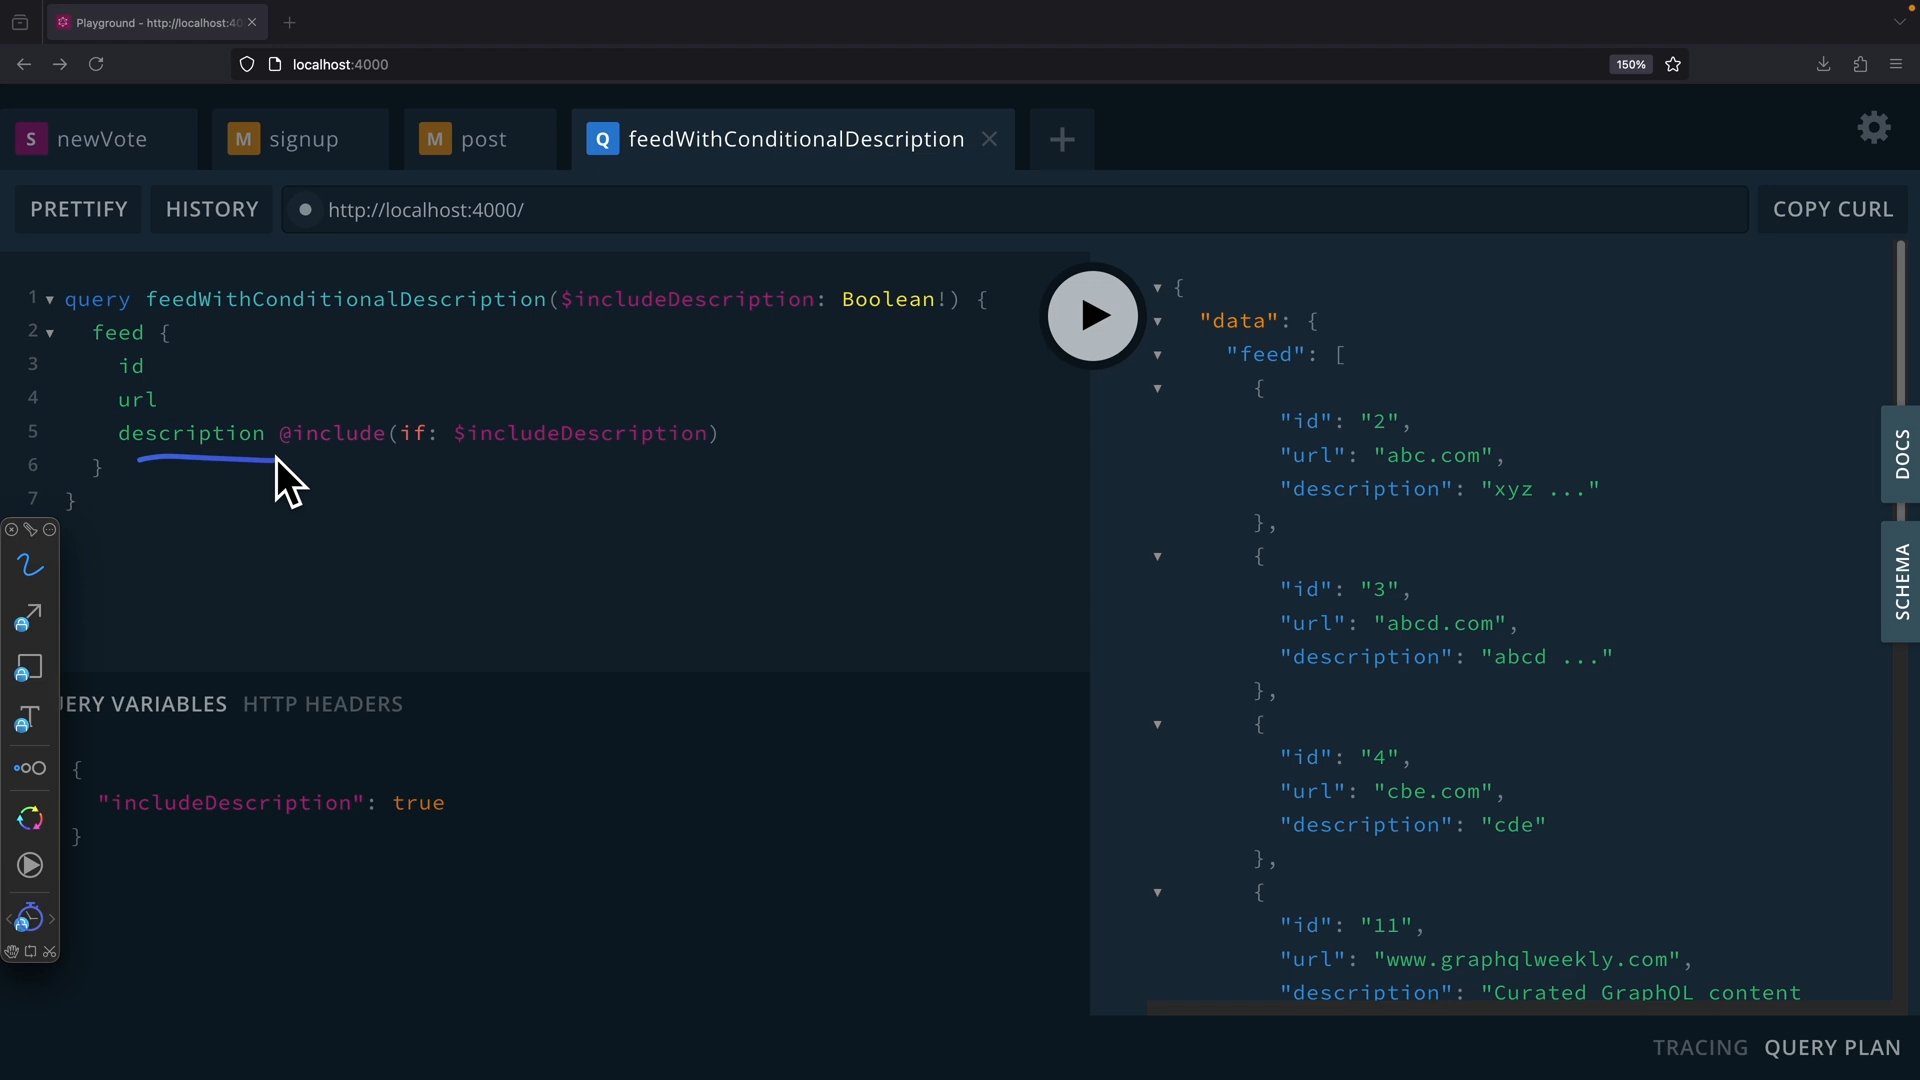 Playground - http://localhost:40
localhost:4000
150%
S newVote
M signup
M post
Q feedWithConditionalDescription
PRETTIFY
HISTORY
http://localhost:4000/
COPY CURL
1 query feedWithConditionalDescription($includeDescription: Boolean!) {
2 feed {
3 id
4 url
5 description @include(if: $includeDescription)
6 }
7 }
{
"data": {
"feed": [
{
"id": "2",
"url": "abc.com",
"description": "xyz ..."
},
{
"id": "3",
"url": "abcd.com",
"description": "abcd ..."
},
{
"id": "4",
"url": "cbe.com",
"description": "cde"
},
{
"id": "11",
"url": "www.graphqlweekly.com",
"description": "Curated GraphQL content
DOCS
SCHEMA
T
UERY VARIABLES HTTP HEADERS
{
"includeDescription": true
}
TRACING QUERY PLAN